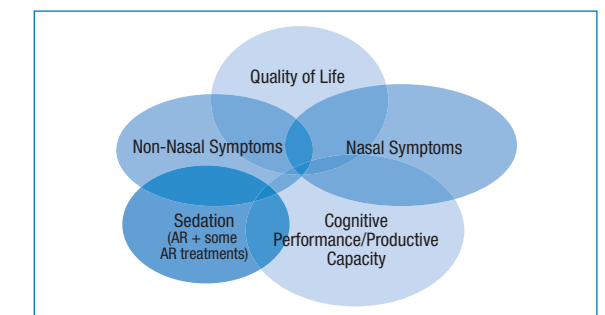 Quality of Life
Non-Nasal Symptoms
Nasal Symptoms
Sedation
(AR + some
AR treatments)
Cognitive
Performance/Productive
Capacity